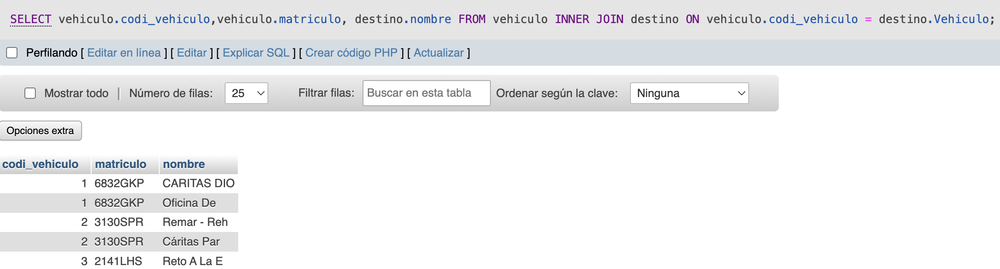 SELECT vehiculo.codi_vehiculo,vehiculo.matriculo, destino.nombre FROM vehiculo INNER JOIN destino ON vehiculo.codi_vehiculo = destino.Vehiculo;
Perfilando [ Editar en línea ] [ Editar ] [ Explicar SQL ] [ Crear código PHP ] [ Actualizar ]
Mostrar todo | Número de filas: 25 Filtrar filas: Buscar en esta tabla Ordenar según la clave: Ninguna
Opciones extra
codi_vehiculo matriculo nombre
1 6832GKP CARITAS DIO
1 6832GKP Oficina De
2 3130SPR Remar - Reh
2 3130SPR Cáritas Par
3 2141LHS Reto A La E